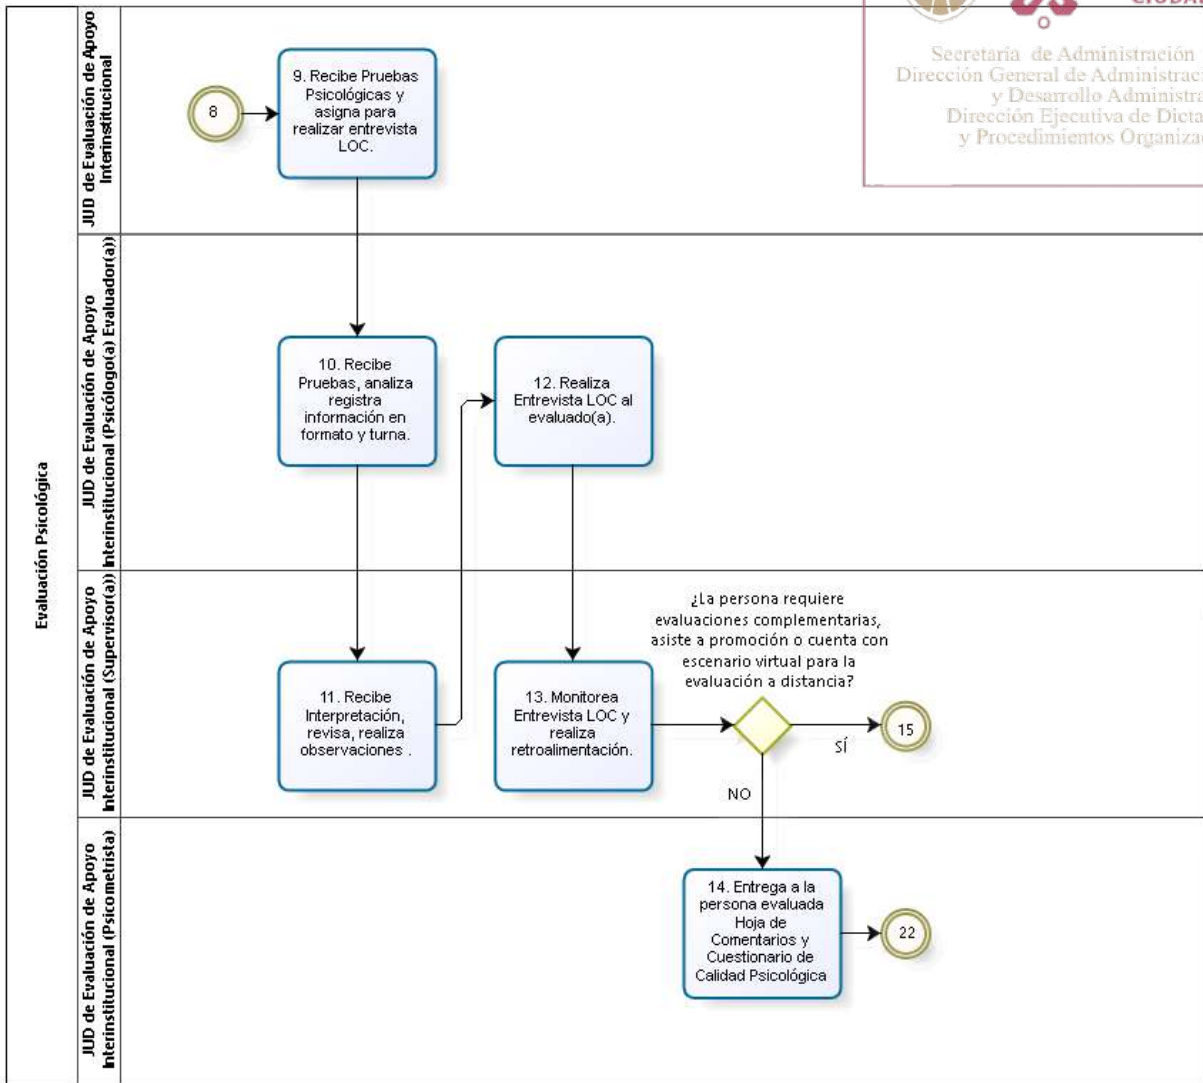 CIUDAD
Secretaría de Administración
Dirección General de Administrac
y Desarrollo Administra
Dirección Ejecutiva de Dicta
y Procedimientos Organiza
Evaluación Psicológica
JUD de Evaluación de Apoyo
Interinstitucional
8
9. Recibe Pruebas
Psicológicas y
asigna para
realizar entrevista
LOC.
JUD de Evaluación de Apoyo
Interinstitucional (Psicólogo(a) Evaluador(a))
10. Recibe
Pruebas, analiza
registra
información en
formato y turna.
12. Realiza
Entrevista LOC al
evaluado(a).
JUD de Evaluación de Apoyo
Interinstitucional (Supervisor(a))
11. Recibe
Interpretación,
revisa, realiza
observaciones .
13. Monitorea
Entrevista LOC y
realiza
retroalimentación.
¿La persona requiere
evaluaciones complementarias,
asiste a promoción o cuenta con
escenario virtual para la
evaluación a distancia?
SÍ
15
NO
JUD de Evaluación de Apoyo
Interinstitucional (Psicometrista)
14. Entrega a la
persona evaluada
Hoja de
Comentarios y
Cuestionario de
Calidad Psicológica
22